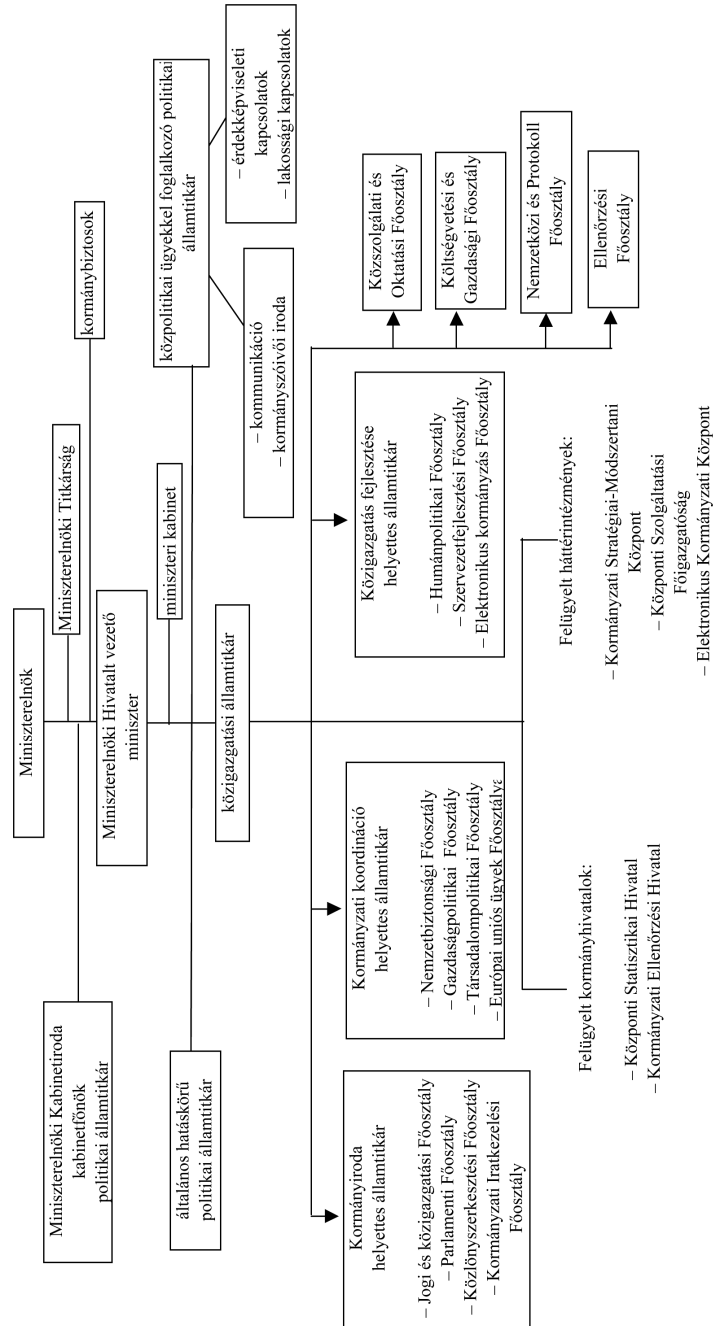 Miniszterelnök
Miniszterelnöki Titkárság
kormánybiztosok
Miniszterelnöki Kabinetiroda
kabinetfőnök
politikai államtitkár
Miniszterelnöki Hivatalt vezető
miniszter
miniszteri kabinet
általános hatáskörű
politikai államtitkár
közpolitikai ügyekkel foglalkozó politikai
államtitkár
– kommunikáció
– kormányszóivői iroda
– érdekképviseleti
kapcsolatok
– lakossági kapcsolatok
közigazgatási államtitkár
Kormányiroda
helyettes államtitkár
– Jogi és közigazgatási Főosztály
– Parlamenti Főosztály
– Közlönyszerkesztési Főosztály
– Kormányzati Iratkezelési
Főosztály
Kormányzati koordináció
helyettes államtitkár
– Nemzetbiztonsági Főosztály
– Gazdaságpolitikai Főosztály
– Társadalompolitikai Főosztály
– Európai uniós ügyek Főosztálya
Közigazgatás fejlesztése
helyettes államtitkár
– Humánpolitikai Főosztály
– Szervezetfejlesztési Főosztály
– Elektronikus kormányzás Főosztály
Közszolgálati és
Oktatási Főosztály
Költségvetési és
Gazdasági Főosztály
Nemzetközi és Protokoll
Főosztály
Ellenőrzési
Főosztály
Felügyelt kormányhivatalok:
– Központi Statisztikai Hivatal
– Kormányzati Ellenőrzési Hivatal
Felügyelt háttérintézmények:
– Kormányzati Stratégiai-Módszertani
Központ
– Központi Szolgáltatási
Főigazgatóság
– Elektronikus Kormányzati Központ